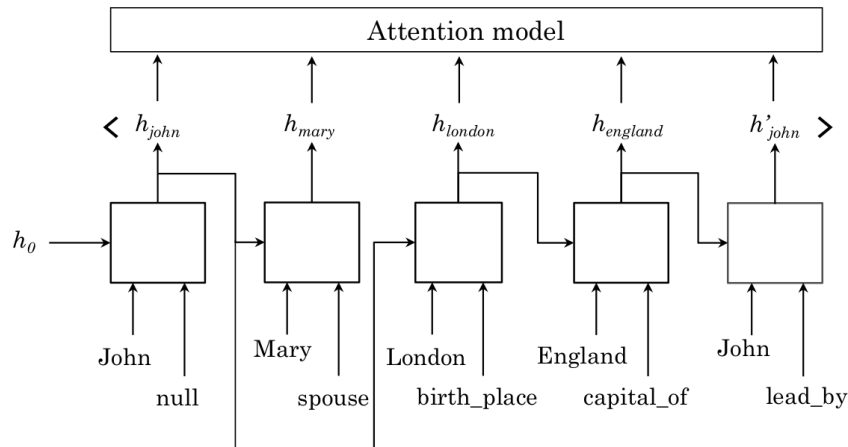 Attention model
< h_john h_mary h_london h_england h'_john >
h_0
John Mary London England John
null spouse birth_place capital_of lead_by